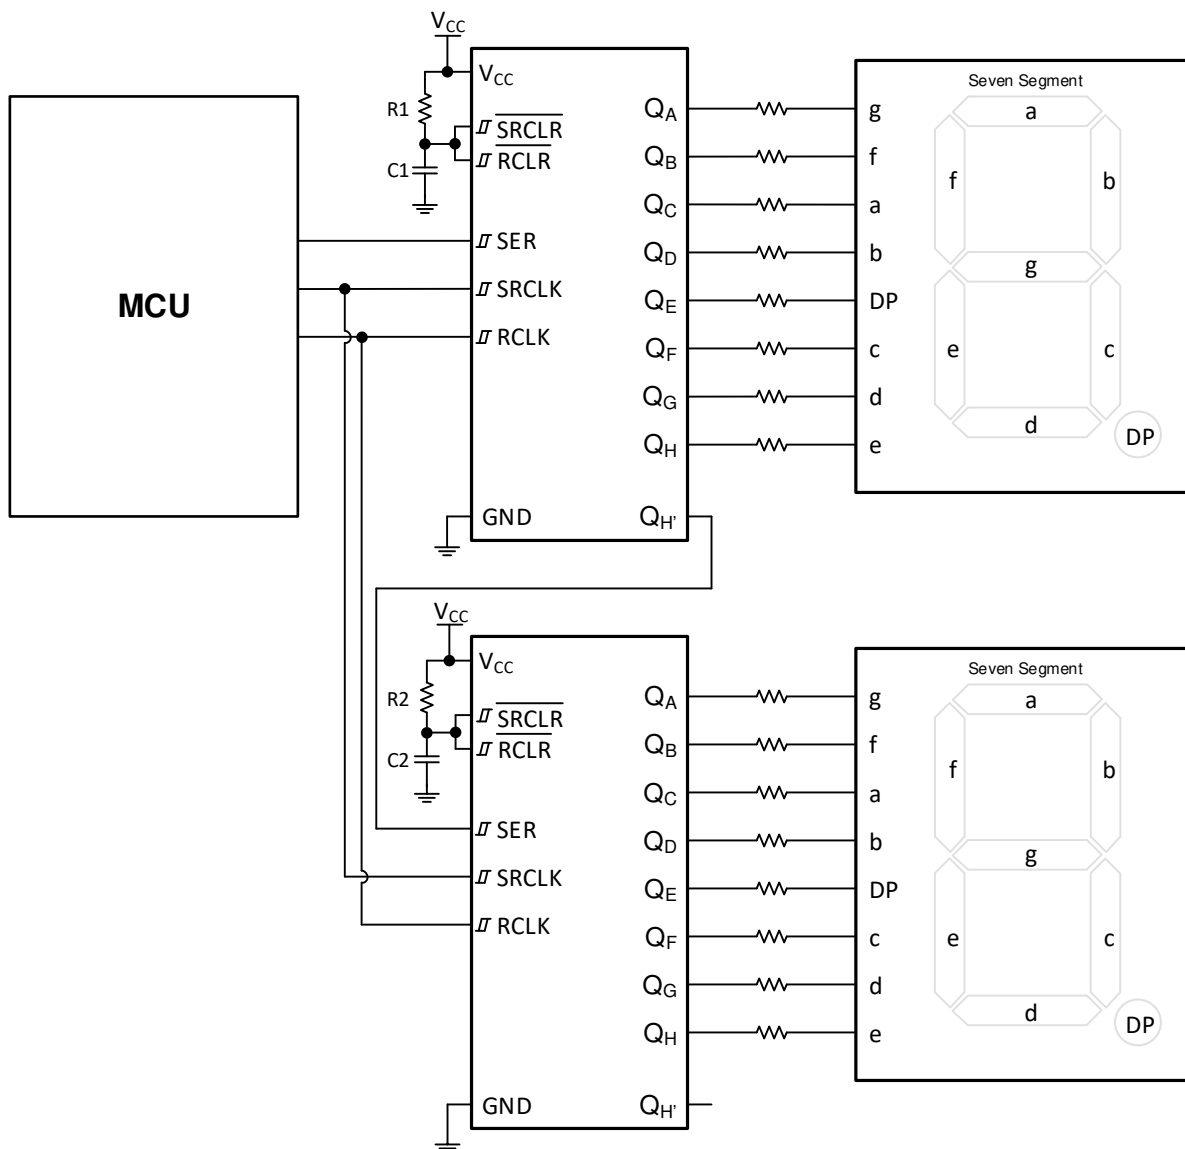 MCU
VCC
VCC
R1
SRCLR
RCLR
C1
SER
SRCLK
RCLK
GND
QA
QB
QC
QD
QE
QF
QG
QH
QH'
Seven Segment
g
f
a
b
DP
c
d
e
a
f
b
g
e
c
d
DP
VCC
VCC
R2
SRCLR
RCLR
C2
SER
SRCLK
RCLK
GND
QA
QB
QC
QD
QE
QF
QG
QH
QH'
Seven Segment
g
f
a
b
DP
c
d
e
a
f
b
g
e
c
d
DP